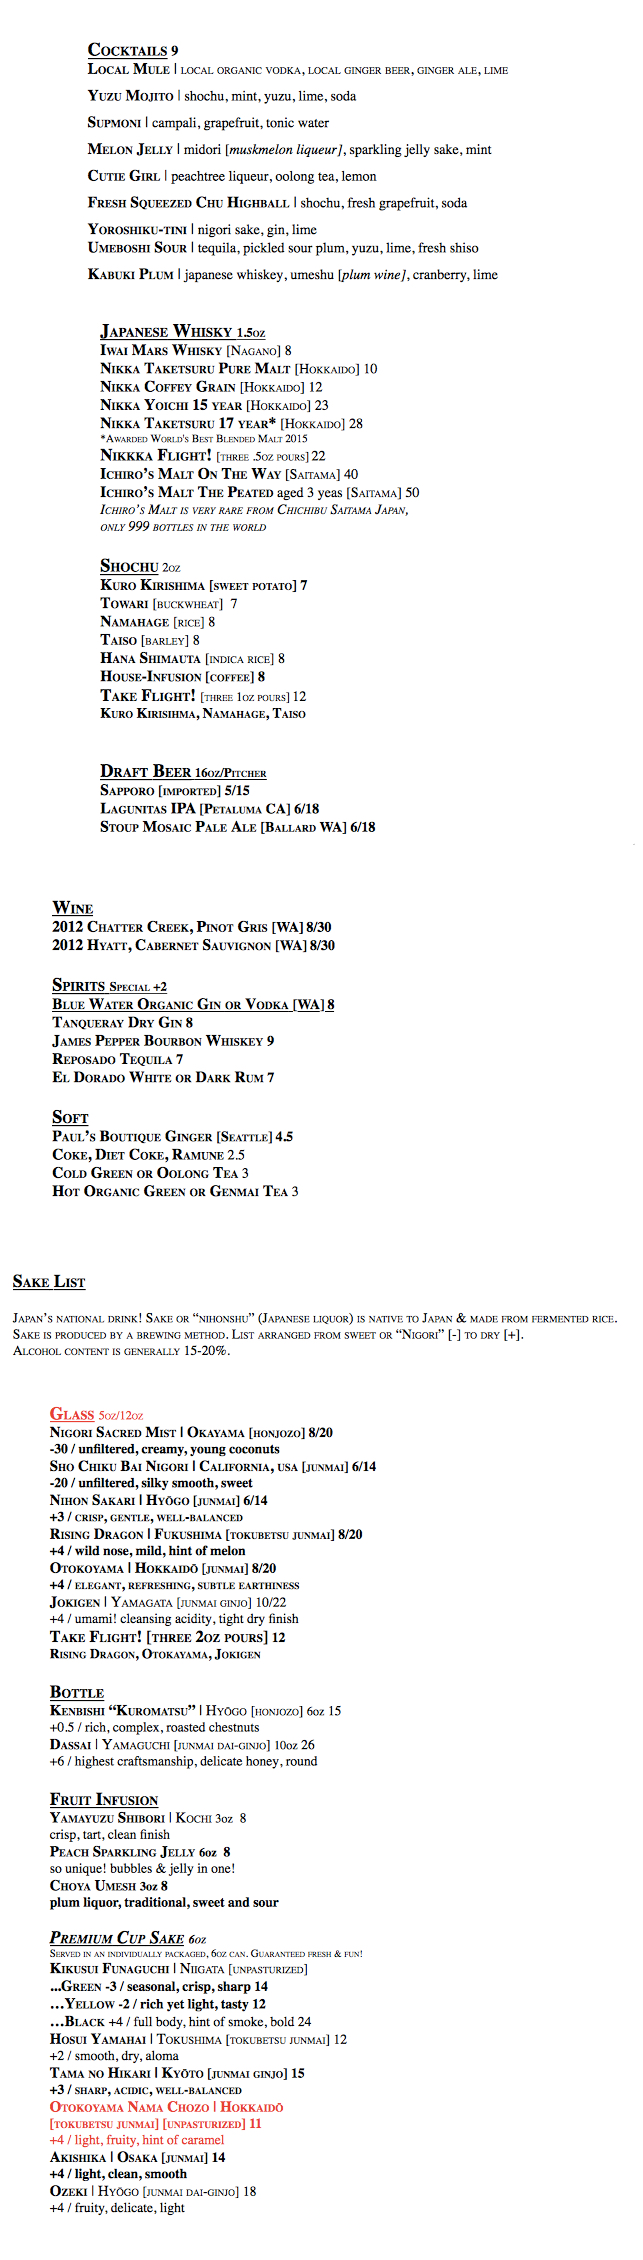 Cocktails 9
Local Mule | local organic vodka, local ginger beer, ginger ale, lime
Yuzu Mojito | shochu, mint, yuzu, lime, soda
Supmoni | campali, grapefruit, tonic water
Melon Jelly | midori [muskmelon liqueur], sparkling jelly sake, mint
Cutie Girl | peachtree liqueur, oolong tea, lemon
Fresh Squeezed Chu Highball | shochu, fresh grapefruit, soda
Yoroshiku-tini | nigori sake, gin, lime
Umeboshi Sour | tequila, pickled sour plum, yuzu, lime, fresh shiso
Kabuki Plum | japanese whiskey, umeshu [plum wine], cranberry, lime
Japanese Whisky 1.5oz
Iwai Mars Whisky [Nagano] 8
Nikka Taketsuru Pure Malt [Hokkaido] 10
Nikka Coffey Grain [Hokkaido] 12
Nikka Yoichi 15 year [Hokkaido] 23
Nikka Taketsuru 17 year* [Hokkaido] 28
*Awarded World's Best Blended Malt 2015
Nikkka Flight! [three .5oz pours] 22
Ichiro's Malt On The Way [Saitama] 40
Ichiro's Malt The Peated aged 3 yeas [Saitama] 50
Ichiro's Malt is very rare from Chichibu Saitama Japan,
only 999 bottles in the world
Shochu 2oz
Kuro Kirishima [sweet potato] 7
Towari [buckwheat] 7
Namahage [rice] 8
Taiso [barley] 8
Hana Shimauta [indica rice] 8
House-Infusion [coffee] 8
Take Flight! [three 1oz pours] 12
Kuro Kirisihma, Namahage, Taiso
Draft Beer 16oz/Pitcher
Sapporo [imported] 5/15
Lagunitas IPA [Petaluma CA] 6/18
Stoup Mosaic Pale Ale [Ballard WA] 6/18
Wine
2012 Chatter Creek, Pinot Gris [WA] 8/30
2012 Hyatt, Cabernet Sauvignon [WA] 8/30
Spirits Special +2
Blue Water Organic Gin or Vodka [WA] 8
Tanqueray Dry Gin 8
James Pepper Bourbon Whiskey 9
Reposado Tequila 7
El Dorado White or Dark Rum 7
Soft
Paul's Boutique Ginger [Seattle] 4.5
Coke, Diet Coke, Ramune 2.5
Cold Green or Oolong Tea 3
Hot Organic Green or Genmai Tea 3
Sake List
Japan's national drink! Sake or “nihonshu” (Japanese liquor) is native to Japan & made from fermented rice.
Sake is produced by a brewing method. List arranged from sweet or “Nigori” [-] to dry [+].
Alcohol content is generally 15-20%.
Glass 5oz/12oz
Nigori Sacred Mist | Okayama [honjozo] 8/20
-30 / unfiltered, creamy, young coconuts
Sho Chiku Bai Nigori | California, usa [junmai] 6/14
-20 / unfiltered, silky smooth, sweet
Nihon Sakari | Hyōgo [junmai] 6/14
+3 / crisp, gentle, well-balanced
Rising Dragon | Fukushima [tokubetsu junmai] 8/20
+4 / wild nose, mild, hint of melon
Otokoyama | Hokkaidō [junmai] 8/20
+4 / elegant, refreshing, subtle earthiness
Jokigen | Yamagata [junmai ginjo] 10/22
+4 / umami! cleansing acidity, tight dry finish
Take Flight! [three 2oz pours] 12
Rising Dragon, Otokayama, Jokigen
Bottle
Kenbishi “Kuromatsu” | Hyōgo [honjozo] 6oz 15
+0.5 / rich, complex, roasted chestnuts
Dassai | Yamaguchi [junmai dai-ginjo] 10oz 26
+6 / highest craftsmanship, delicate honey, round
Fruit Infusion
Yamayuzu Shibori | Kochi 3oz 8
crisp, tart, clean finish
Peach Sparkling Jelly 6oz 8
so unique! bubbles & jelly in one!
Choya Umesh 3oz 8
plum liquor, traditional, sweet and sour
Premium Cup Sake 6oz
Served in an individually packaged, 6oz can. Guaranteed fresh & fun!
Kikusui Funaguchi | Niigata [unpasturized]
...Green -3 / seasonal, crisp, sharp 14
...Yellow -2 / rich yet light, tasty 12
...Black +4 / full body, hint of smoke, bold 24
Hosui Yamahai | Tokushima [tokubetsu junmai] 12
+2 / smooth, dry, aloma
Tama no Hikari | Kyōto [junmai ginjo] 15
+3 / sharp, acidic, well-balanced
Otokoyama Nama Chozo | Hokkaidō
[tokubetsu junmai] [unpasturized] 11
+4 / light, fruity, hint of caramel
Akishika | Osaka [junmai] 14
+4 / light, clean, smooth
Ozeki | Hyōgo [junmai dai-ginjo] 18
+4 / fruity, delicate, light